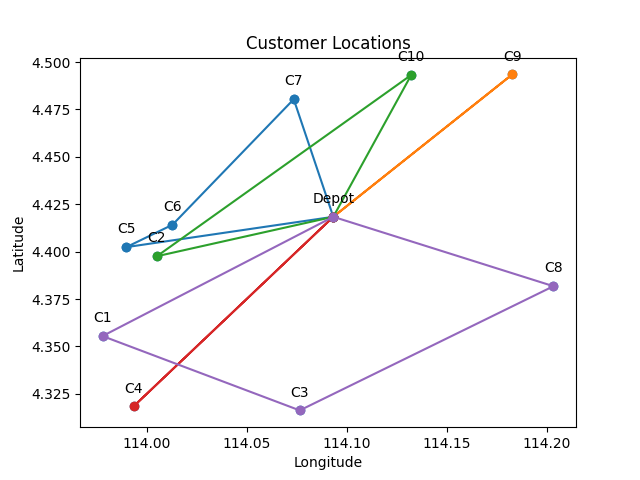 Customer Locations
4.500
4.475
4.450
4.425
4.400
4.375
4.350
4.325
Latitude
C10
C9
C7
Depot
C6
C5
C2
C8
C1
C4
C3
114.00
114.05
114.10
114.15
114.20
Longitude